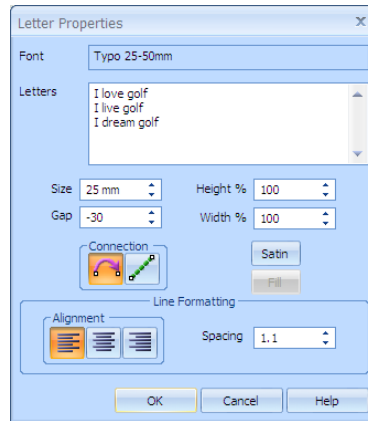 Letter Properties
x
Font Typo 25-50mm
Letters
I love golf
I live golf
I dream golf
Size 25 mm Height % 100
Gap -30 Width % 100
Connection
Satin
Fill
Line Formatting
Alignment
Spacing 1.1
OK Cancel Help